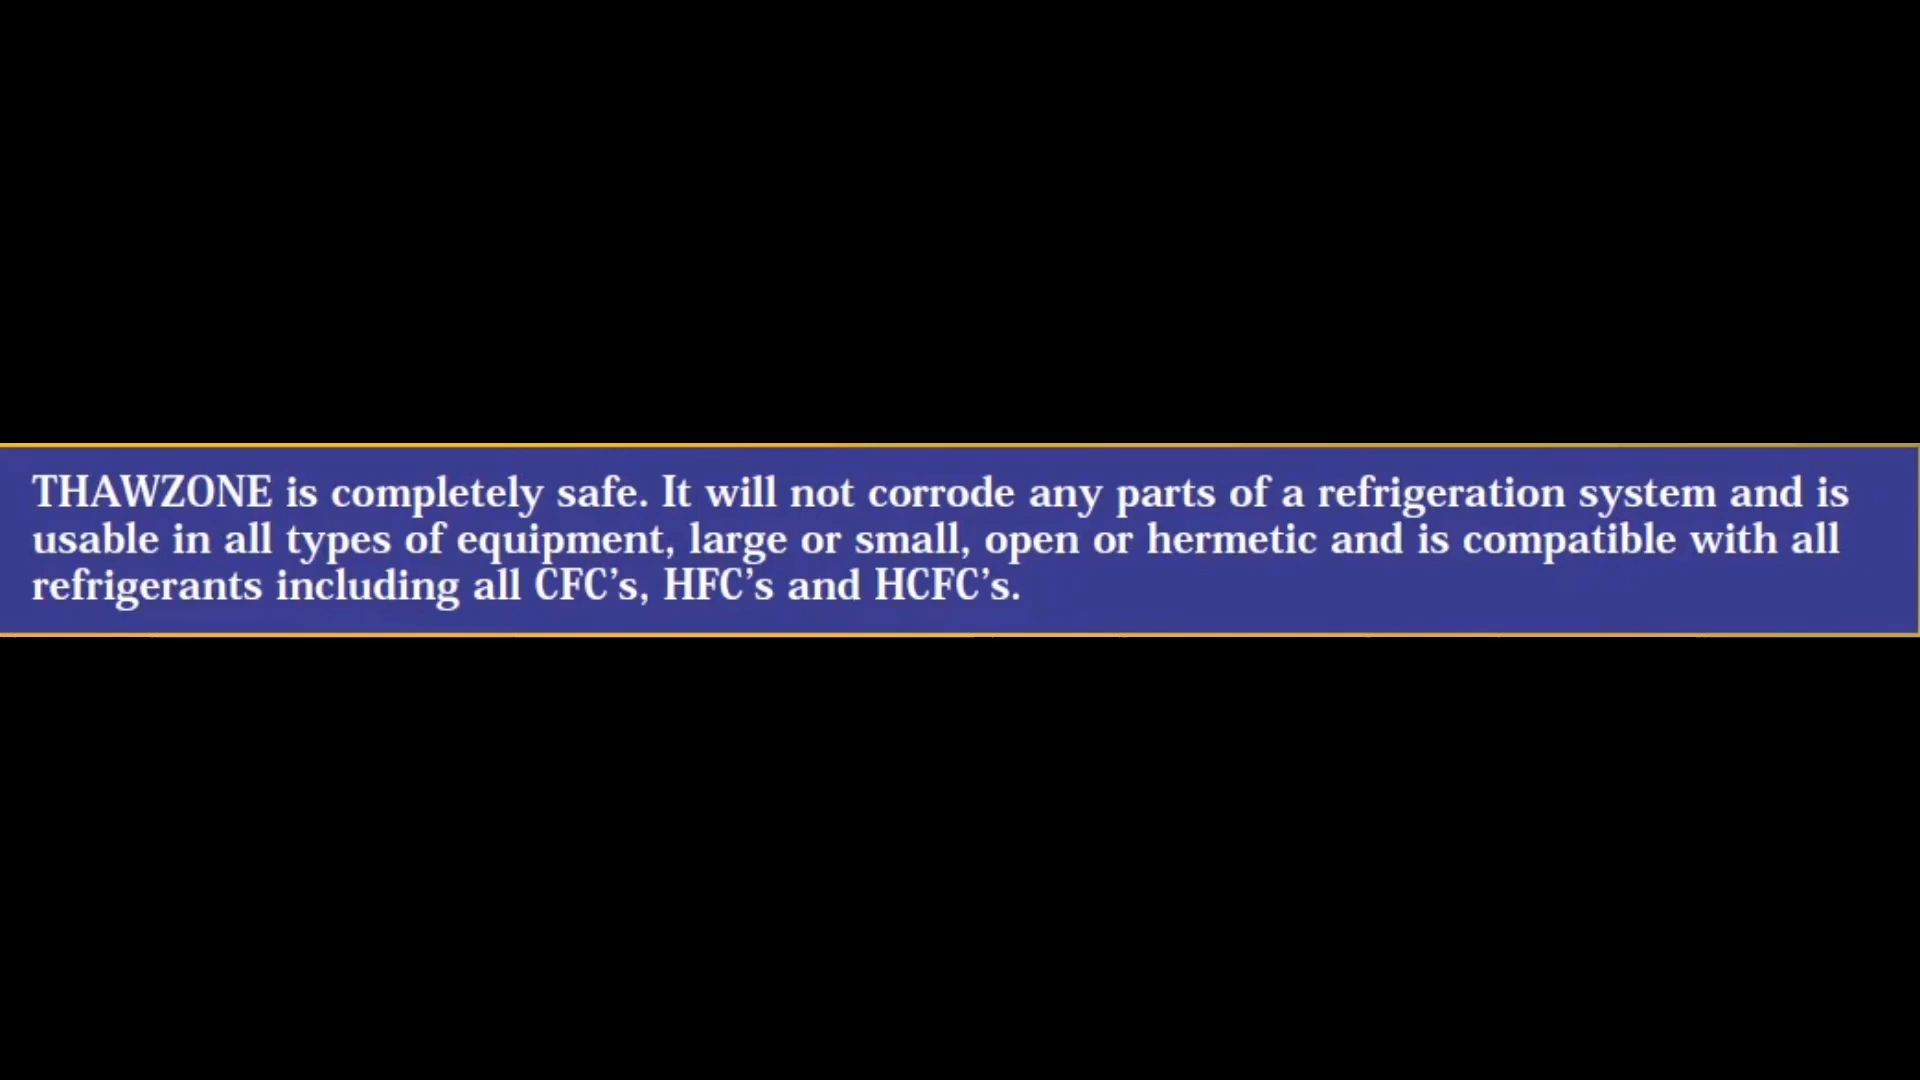 THAWZONE is completely safe. It will not corrode any parts of a refrigeration system and is
usable in all types of equipment, large or small, open or hermetic and is compatible with all
refrigerants including all CFC’s, HFC’s and HCFC’s.